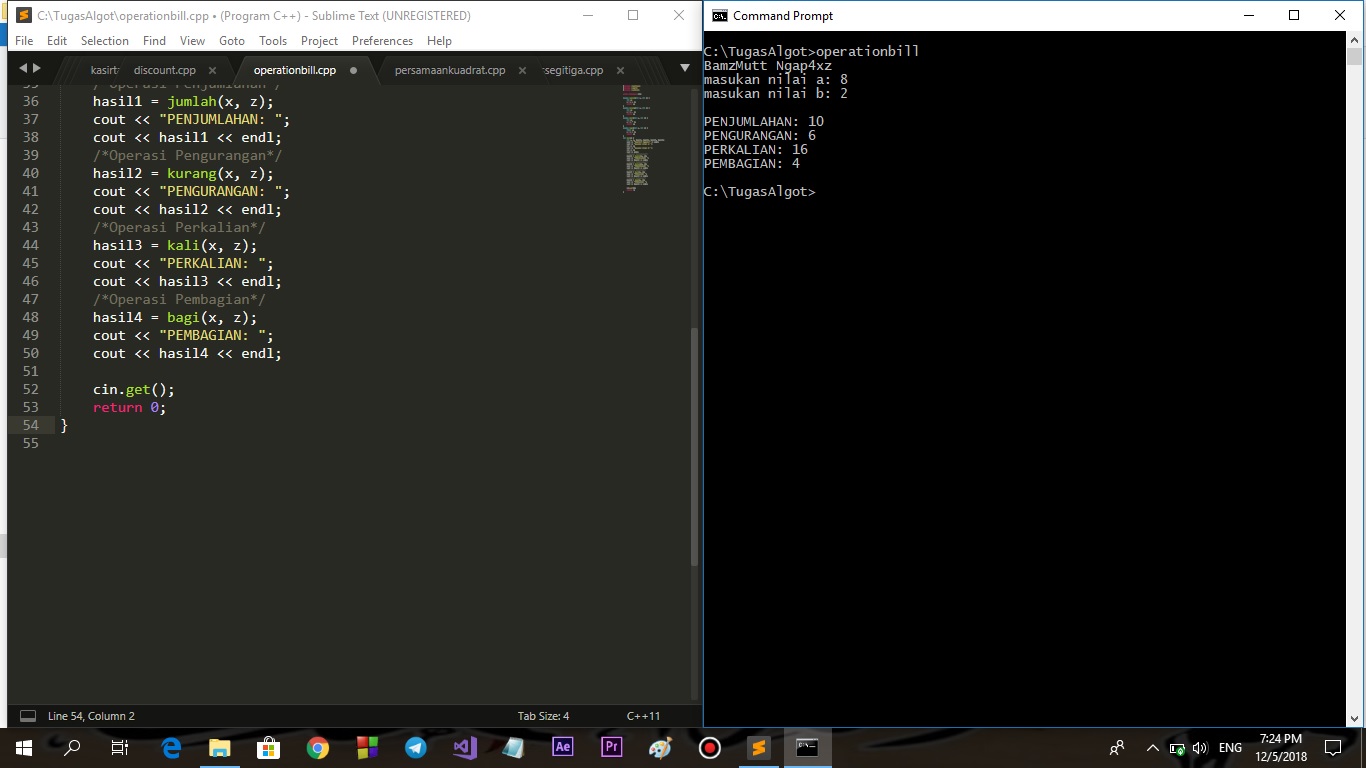 C:\TugasAlgot\operationbill.cpp • (Program C++) - Sublime Text (UNREGISTERED)
File Edit Selection Find View Goto Tools Project Preferences Help
kasirt discount.cpp operationbill.cpp persamaankuadrat.cpp segitiga.cpp
36 hasil1 = jumlah(x, z);
37 cout << "PENJUMLAHAN: ";
38 cout << hasil1 << endl;
39 /*Operasi Pengurangan*/
40 hasil2 = kurang(x, z);
41 cout << "PENGURANGAN: ";
42 cout << hasil2 << endl;
43 /*Operasi Perkalian*/
44 hasil3 = kali(x, z);
45 cout << "PERKALIAN: ";
46 cout << hasil3 << endl;
47 /*Operasi Pembagian*/
48 hasil4 = bagi(x, z);
49 cout << "PEMBAGIAN: ";
50 cout << hasil4 << endl;
51
52 cin.get();
53 return 0;
54 }
55
Line 54, Column 2 Tab Size: 4 C++11
Command Prompt
C:\TugasAlgot>operationbill
BamzMutt Ngap4xz
masukan nilai a: 8
masukan nilai b: 2
PENJUMLAHAN: 10
PENGURANGAN: 6
PERKALIAN: 16
PEMBAGIAN: 4
C:\TugasAlgot>
Ae Pr
ENG
7:24 PM
12/5/2018